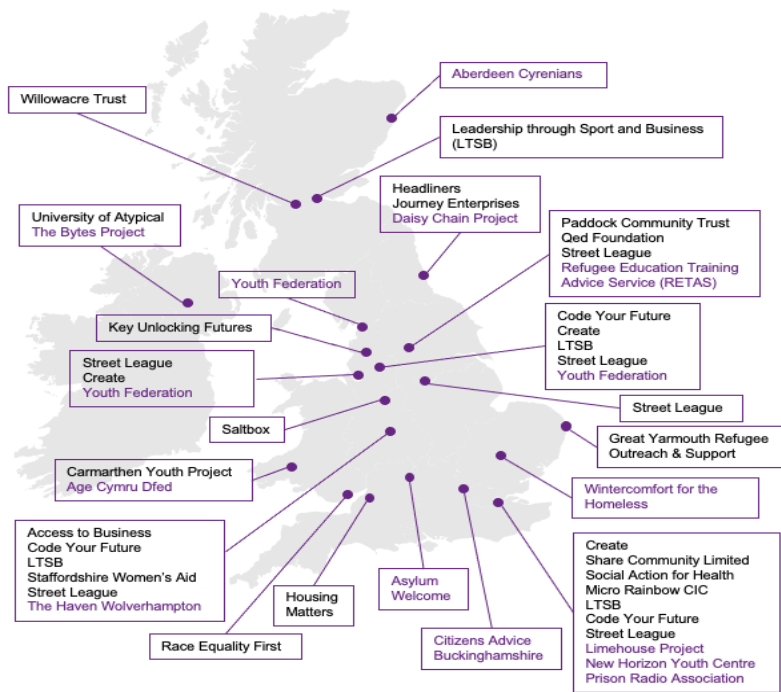 Aberdeen Cyrenians
Willowacre Trust
Leadership through Sport and Business
(LTSB)
Headliners
Journey Enterprises
Daisy Chain Project
University of Atypical
The Bytes Project
Paddock Community Trust
Qed Foundation
Street League
Refugee Education Training
Advice Service (RETAS)
Youth Federation
Key Unlocking Futures
Code Your Future
Create
LTSB
Street League
Youth Federation
Street League
Create
Youth Federation
Street League
Saltbox
Great Yarmouth Refugee
Outreach & Support
Carmarthen Youth Project
Age Cymru Dfed
Wintercomfort for the
Homeless
Access to Business
Code Your Future
LTSB
Staffordshire Women's Aid
Street League
The Haven Wolverhampton
Create
Share Community Limited
Social Action for Health
Micro Rainbow CIC
LTSB
Code Your Future
Street League
Limehouse Project
New Horizon Youth Centre
Prison Radio Association
Asylum
Welcome
Housing
Matters
Citizens Advice
Buckinghamshire
Race Equality First